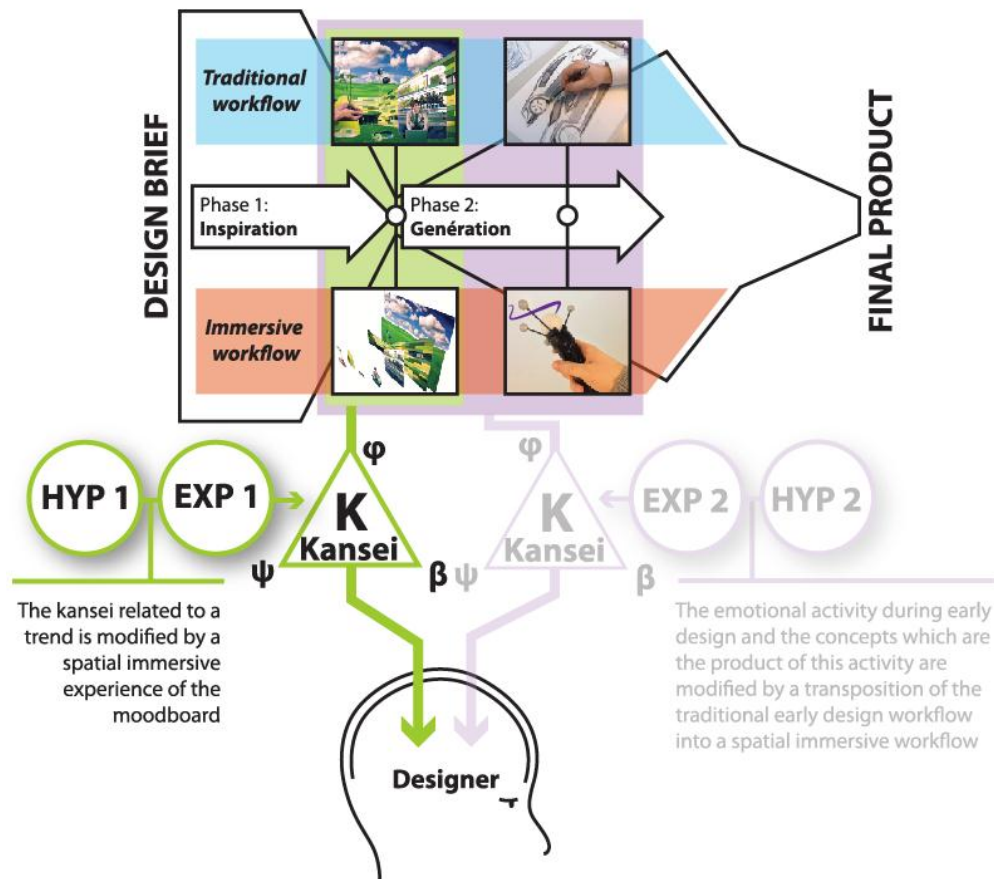 DESIGN BRIEF
Traditional
workflow
Phase 1:
Inspiration
Phase 2:
Genération
Immersive
workflow
FINAL PRODUCT
HYP 1
EXP 1
φ
K
Kansei
ψ
β
φ
K
Kansei
ψ
β
EXP 2
HYP 2
The kansei related to a
trend is modified by a
spatial immersive
experience of the
moodboard
The emotional activity during early
design and the concepts which are
the product of this activity are
modified by a transposition of the
traditional early design workflow
into a spatial immersive workflow
Designer